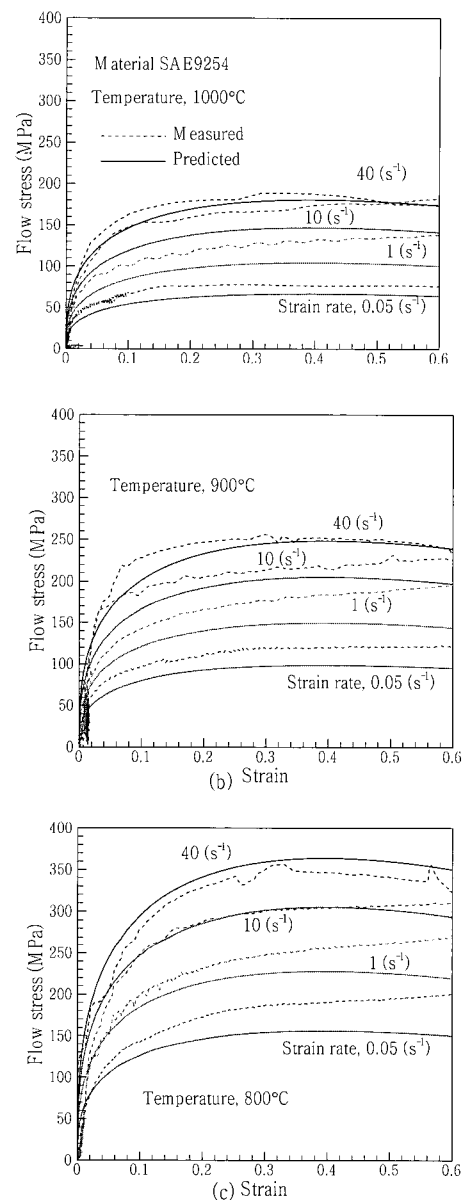 400
350
300
250
200
150
100
50
0
Flow stress (MPa)
Material SAE9254
Temperature, 1000°C
Measured
Predicted
40 (s⁻¹)
10 (s⁻¹)
1 (s⁻¹)
Strain rate, 0.05 (s⁻¹)
0 0.1 0.2 0.3 0.4 0.5 0.6
400
350
300
250
200
150
100
50
0
Flow stress (MPa)
Temperature, 900°C
40 (s⁻¹)
10 (s⁻¹)
1 (s⁻¹)
Strain rate, 0.05 (s⁻¹)
0 0.1 0.2 0.3 0.4 0.5 0.6
(b) Strain
400
350
300
250
200
150
100
50
0
Flow stress (MPa)
40 (s⁻¹)
10 (s⁻¹)
1 (s⁻¹)
Strain rate, 0.05 (s⁻¹)
Temperature, 800°C
0 0.1 0.2 0.3 0.4 0.5 0.6
(c) Strain